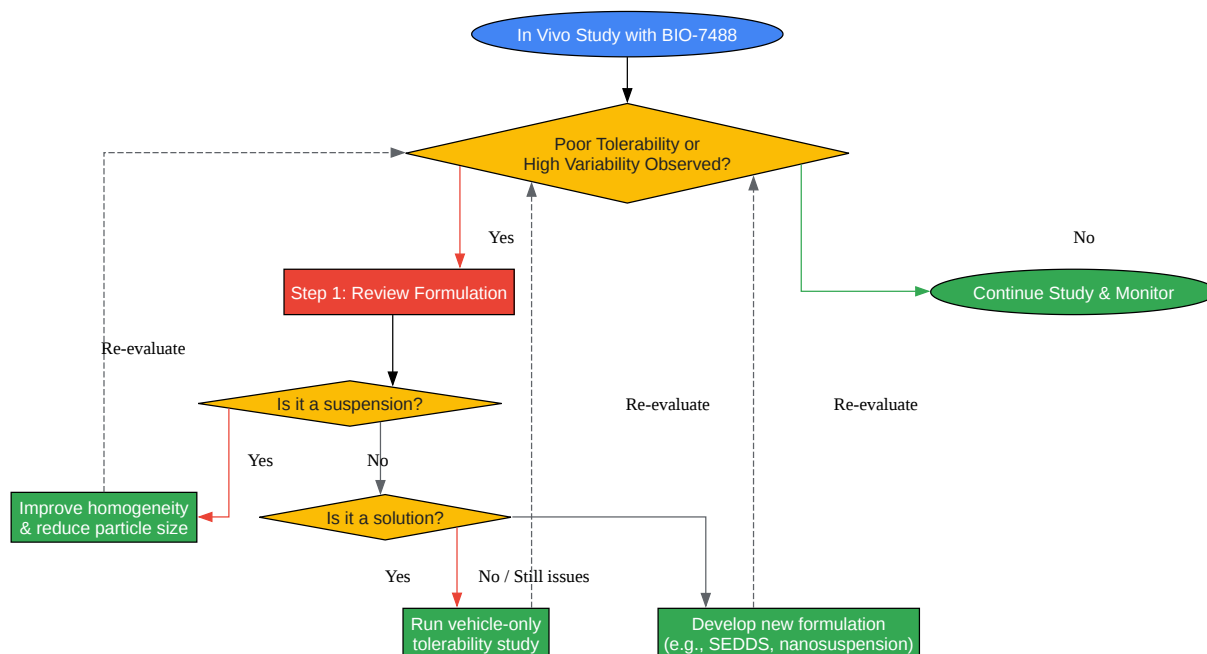 In Vivo Study with BIO-7488
Poor Tolerability or
High Variability Observed?
Yes
No
Step 1: Review Formulation
Continue Study & Monitor
Re-evaluate
Is it a suspension?
Re-evaluate
Re-evaluate
Yes
No
Improve homogeneity
& reduce particle size
Is it a solution?
Yes
No / Still issues
Run vehicle-only
tolerability study
Develop new formulation
(e.g., SEDDS, nanosuspension)